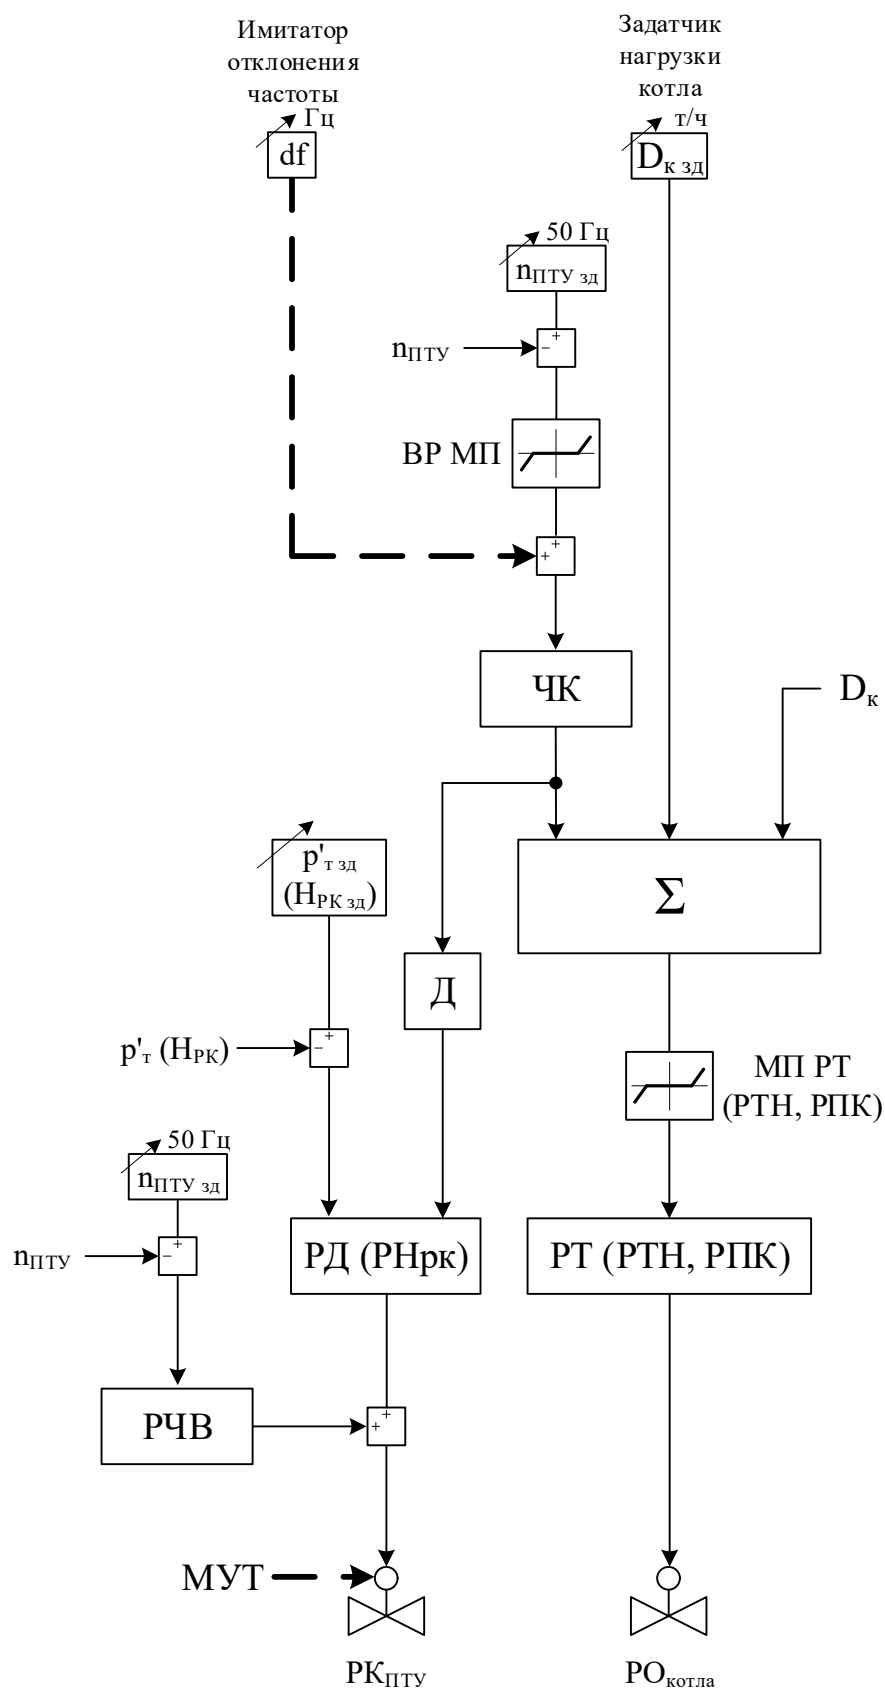 Имитатор
отклонения
частоты
Гц
df
Задатчик
нагрузки
котла
т/ч
Dк зд
50 Гц
nПТУ зд
+
nПТУ
-
ВР МП
+
+
ЧК
Dк
p'т зд
(HРК зд)
Σ
Д
+
p'т (HРК)
-
МП РТ
(РТН, РПК)
50 Гц
nПТУ зд
+
nПТУ
-
РД (РНрк)
РТ (РТН, РПК)
РЧВ
+
+
МУТ
РКПТУ
РОкотла